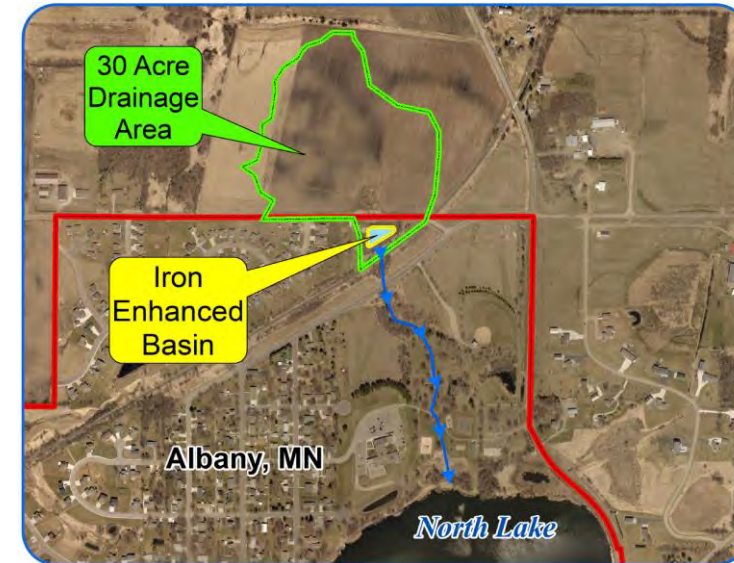 30 Acre
Drainage
Area
Iron
Enhanced
Basin
Albany, MN
North Lake